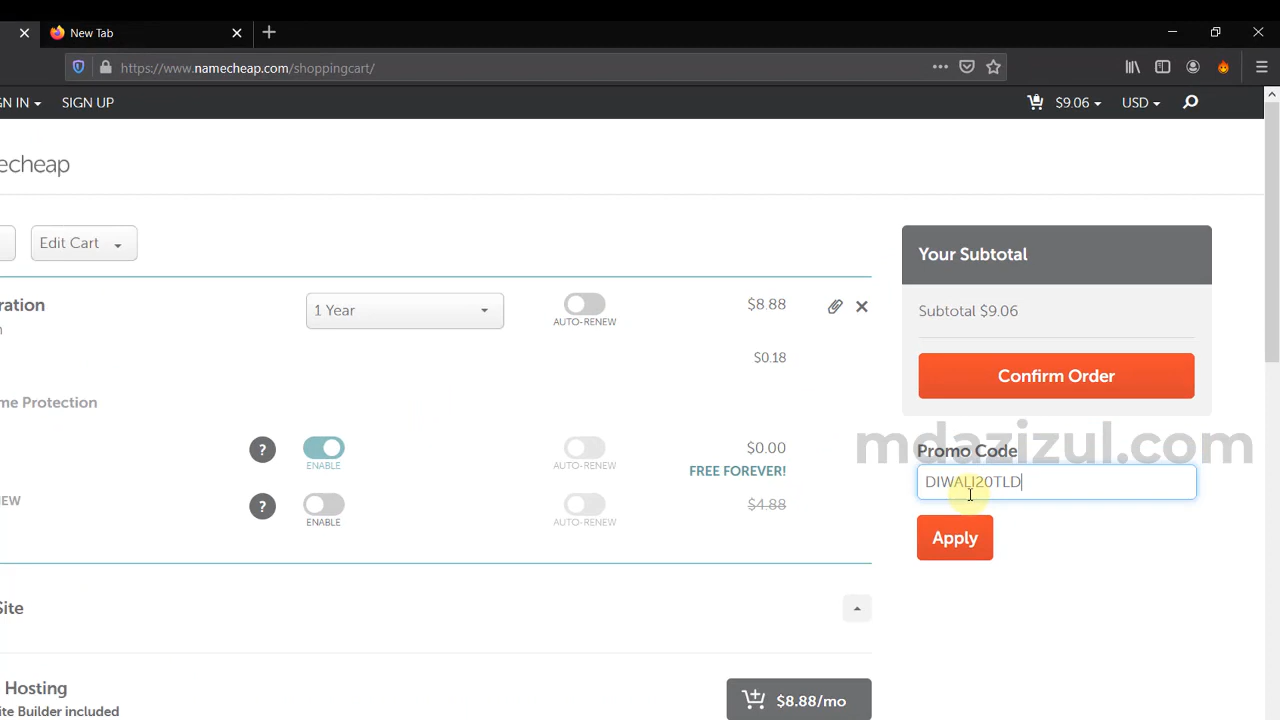 New Tab
https://www.namecheap.com/shoppingcart/
GN IN
SIGN UP
$9.06
USD
echeap
Edit Cart
Your Subtotal
ration
1 Year
AUTO-RENEW
$8.88
Subtotal $9.06
n
$0.18
Confirm Order
me Protection
mdazizul.com
Promo Code
?
ENABLE
AUTO-RENEW
$0.00
FREE FOREVER!
DIWALI20TLD
EW
?
ENABLE
AUTO-RENEW
$4.88
Apply
Site
Hosting
ite Builder included
$8.88/mo